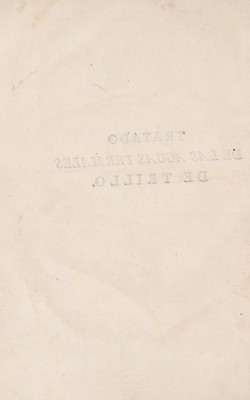 TRATADO
DE LAS AGUAS TERMALES
DE TRILLO.